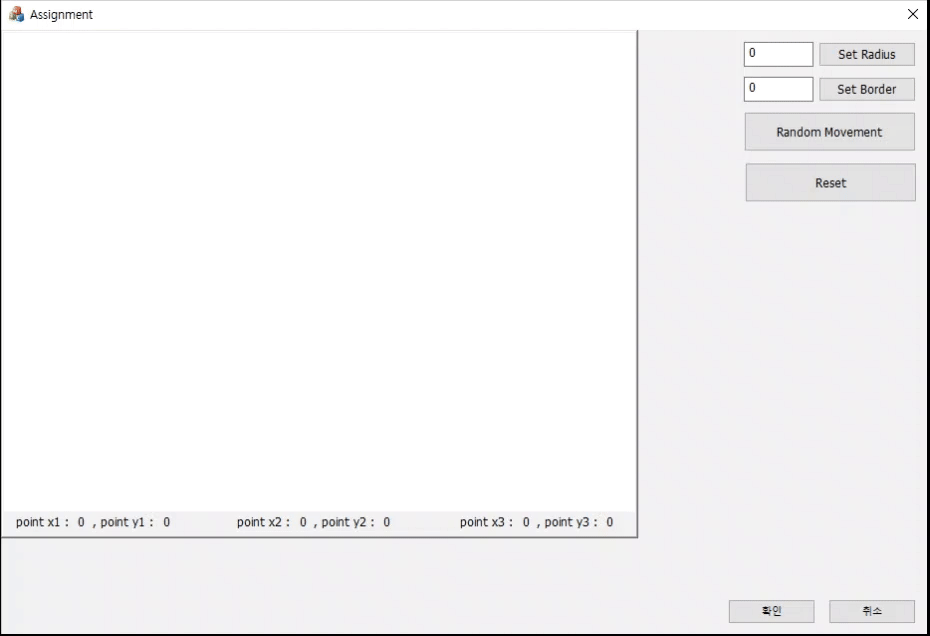 Assignment
0 Set Radius
0 Set Border
Random Movement
Reset
point x1 : 0 , point y1 : 0 point x2 : 0 , point y2 : 0 point x3 : 0 , point y3 : 0
확인 취소